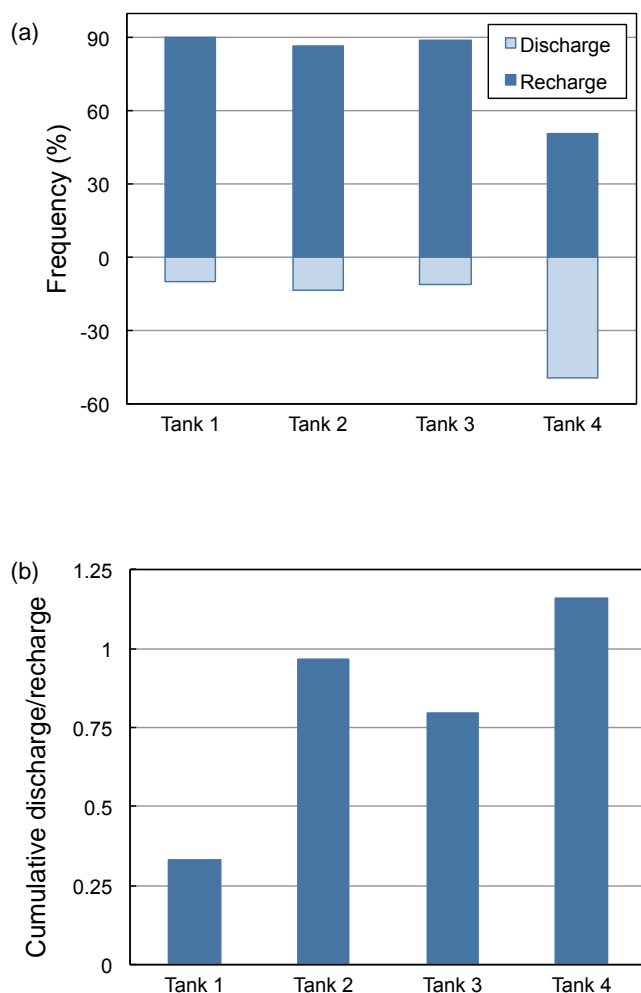 (a)
90
60
30
0
-30
-60
Frequency (%)
Discharge
Recharge
Tank 1
Tank 2
Tank 3
Tank 4
(b)
1.25
1
0.75
0.5
0.25
0
Cumulative discharge/recharge
Tank 1
Tank 2
Tank 3
Tank 4